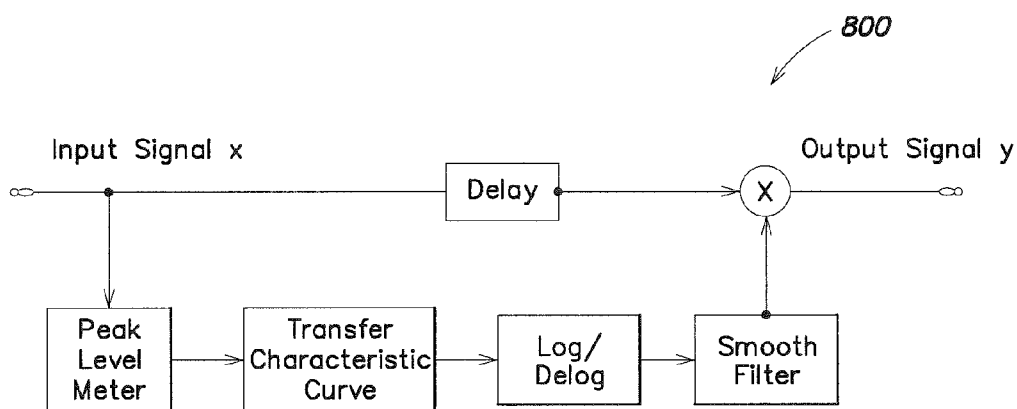 800
Input Signal x
Output Signal y
Delay
X
Peak
Level
Meter
Transfer
Characteristic
Curve
Log/
Delog
Smooth
Filter